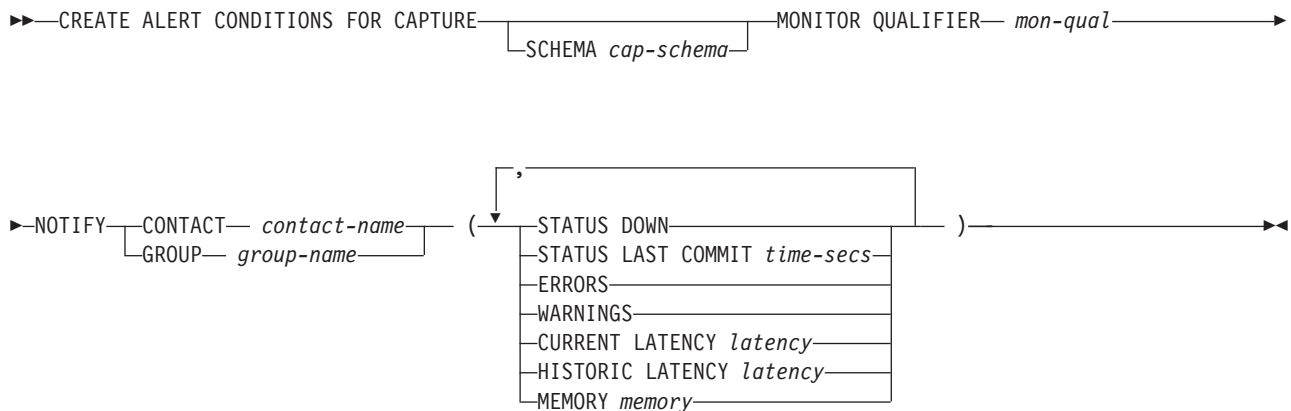 CREATE ALERT CONDITIONS FOR CAPTURE MONITOR QUALIFIER mon-qual
SCHEMA cap-schema
,
NOTIFY CONTACT contact-name ( STATUS DOWN )
GROUP group-name STATUS LAST COMMIT time-secs
ERRORS
WARNINGS
CURRENT LATENCY latency
HISTORIC LATENCY latency
MEMORY memory